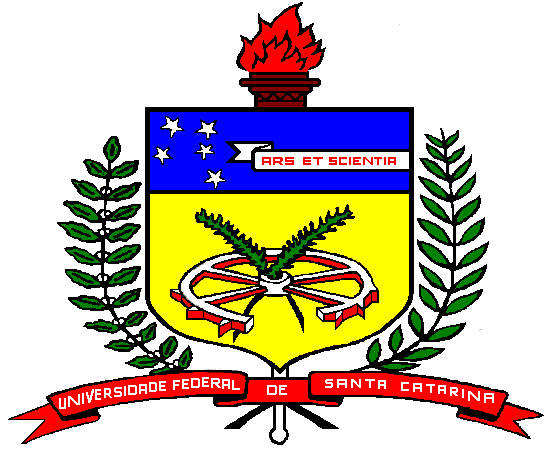 ARS ET SCIENTIA
UNIVERSIDADE FEDERAL DE SANTA CATARINA